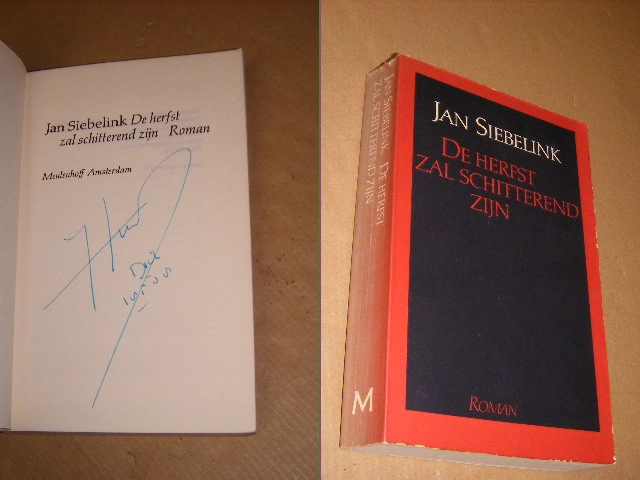 Jan Siebelink De herfst
zal schitterend zijn Roman
Meulenhoff Amsterdam
JAN SIEBELINK DE HERFST
ZAL SCHITTEREND ZIJN
M
JAN SIEBELINK
DE HERFST
ZAL SCHITTEREND
ZIJN
ROMAN